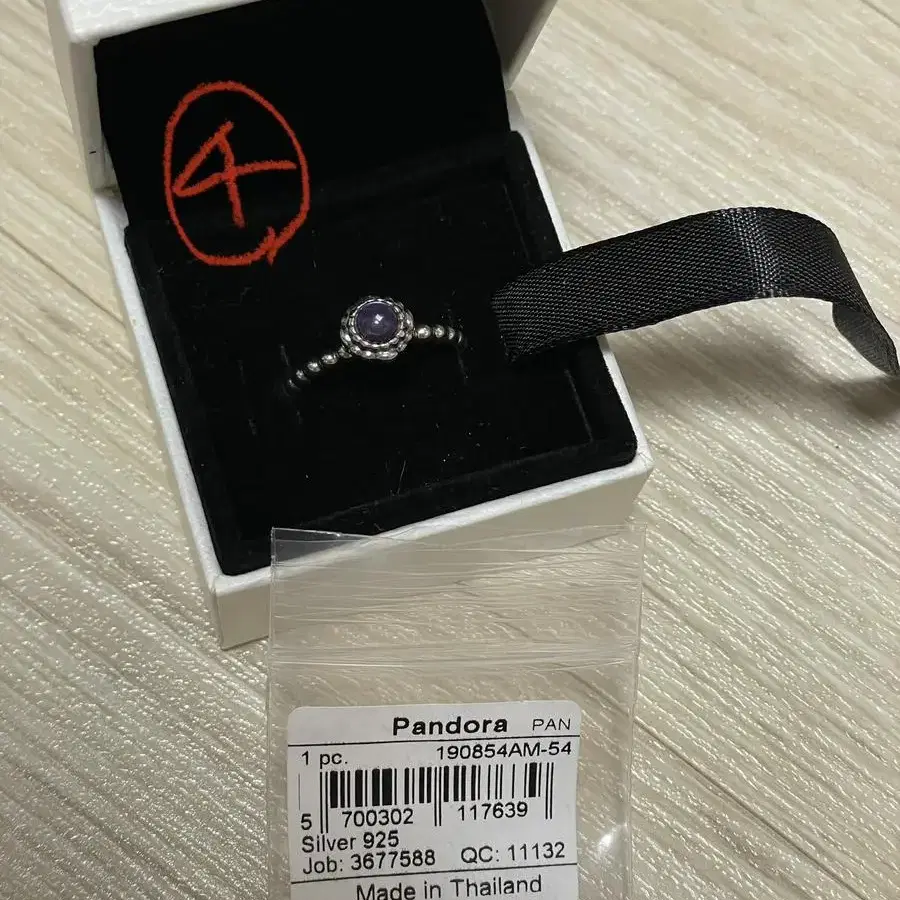 4
Pandora PAN
1 pc. 190854AM-54
5 700302 117639
Silver 925
Job: 3677588 QC: 11132
Made in Thailand